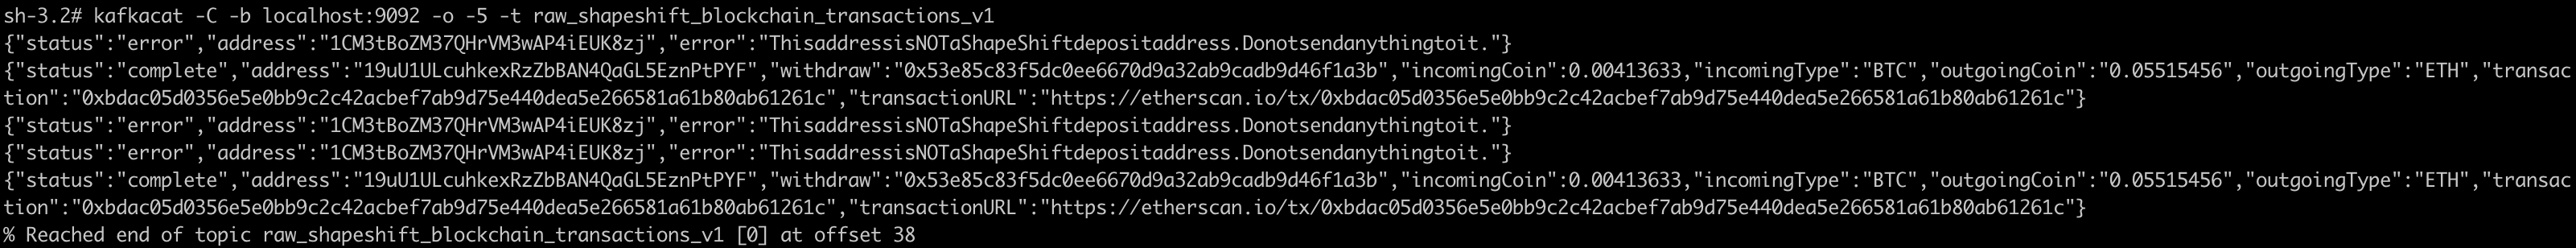 sh-3.2# kafkacat -C -b localhost:9092 -o -5 -t raw_shapeshift_blockchain_transactions_v1
{"status":"error","address":"1CM3tBoZM37QHrVM3wAP4iEUK8zj","error":"ThisaddressisNOTaShapeShiftdepositaddress.Donotsendanythingtoit."}
{"status":"complete","address":"19uU1ULcuhkexRzZbBAN4QaGL5EznPtPYF","withdraw":"0x53e85c83f5dc0ee6670d9a32ab9cadb9d46f1a3b","incomingCoin":0.00413633,"incomingType":"BTC","outgoingCoin":"0.05515456","outgoingType":"ETH","transac
tion":"0xbdac05d0356e5e0bb9c2c42acbef7ab9d75e440dea5e266581a61b80ab61261c","transactionURL":"https://etherscan.io/tx/0xbdac05d0356e5e0bb9c2c42acbef7ab9d75e440dea5e266581a61b80ab61261c"}
{"status":"error","address":"1CM3tBoZM37QHrVM3wAP4iEUK8zj","error":"ThisaddressisNOTaShapeShiftdepositaddress.Donotsendanythingtoit."}
{"status":"error","address":"1CM3tBoZM37QHrVM3wAP4iEUK8zj","error":"ThisaddressisNOTaShapeShiftdepositaddress.Donotsendanythingtoit."}
{"status":"complete","address":"19uU1ULcuhkexRzZbBAN4QaGL5EznPtPYF","withdraw":"0x53e85c83f5dc0ee6670d9a32ab9cadb9d46f1a3b","incomingCoin":0.00413633,"incomingType":"BTC","outgoingCoin":"0.05515456","outgoingType":"ETH","transac
tion":"0xbdac05d0356e5e0bb9c2c42acbef7ab9d75e440dea5e266581a61b80ab61261c","transactionURL":"https://etherscan.io/tx/0xbdac05d0356e5e0bb9c2c42acbef7ab9d75e440dea5e266581a61b80ab61261c"}
% Reached end of topic raw_shapeshift_blockchain_transactions_v1 [0] at offset 38